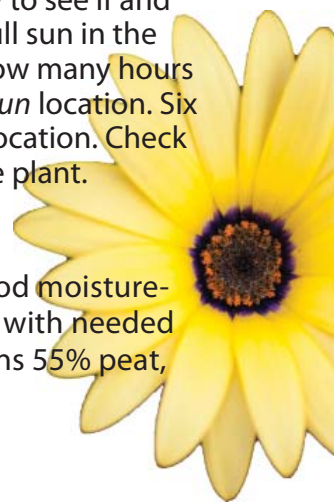 to see if and
ull sun in the
ow many hours
un location. Six
ocation. Check
e plant.
od moisture-
with needed
ns 55% peat,